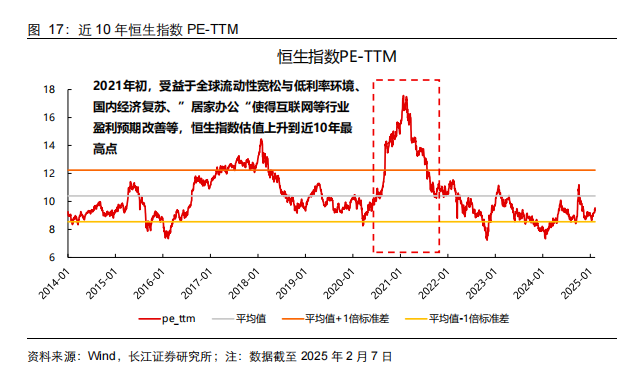 图 17：近 10 年恒生指数 PE-TTM
恒生指数PE-TTM
2021年初，受益于全球流动性宽松与低利率环境、
国内经济复苏、”居家办公“使得互联网等行业
盈利预期改善等，恒生指数估值上升到近10年最
高点
18
16
14
12
10
8
6
2014-01
2015-01
2016-01
2017-01
2018-01
2019-01
2020-01
2021-01
2022-01
2023-01
2024-01
2025-01
pe_ttm
平均值
平均值+1倍标准差
平均值-1倍标准差
资料来源：Wind，长江证券研究所；注：数据截至 2025 年 2 月 7 日